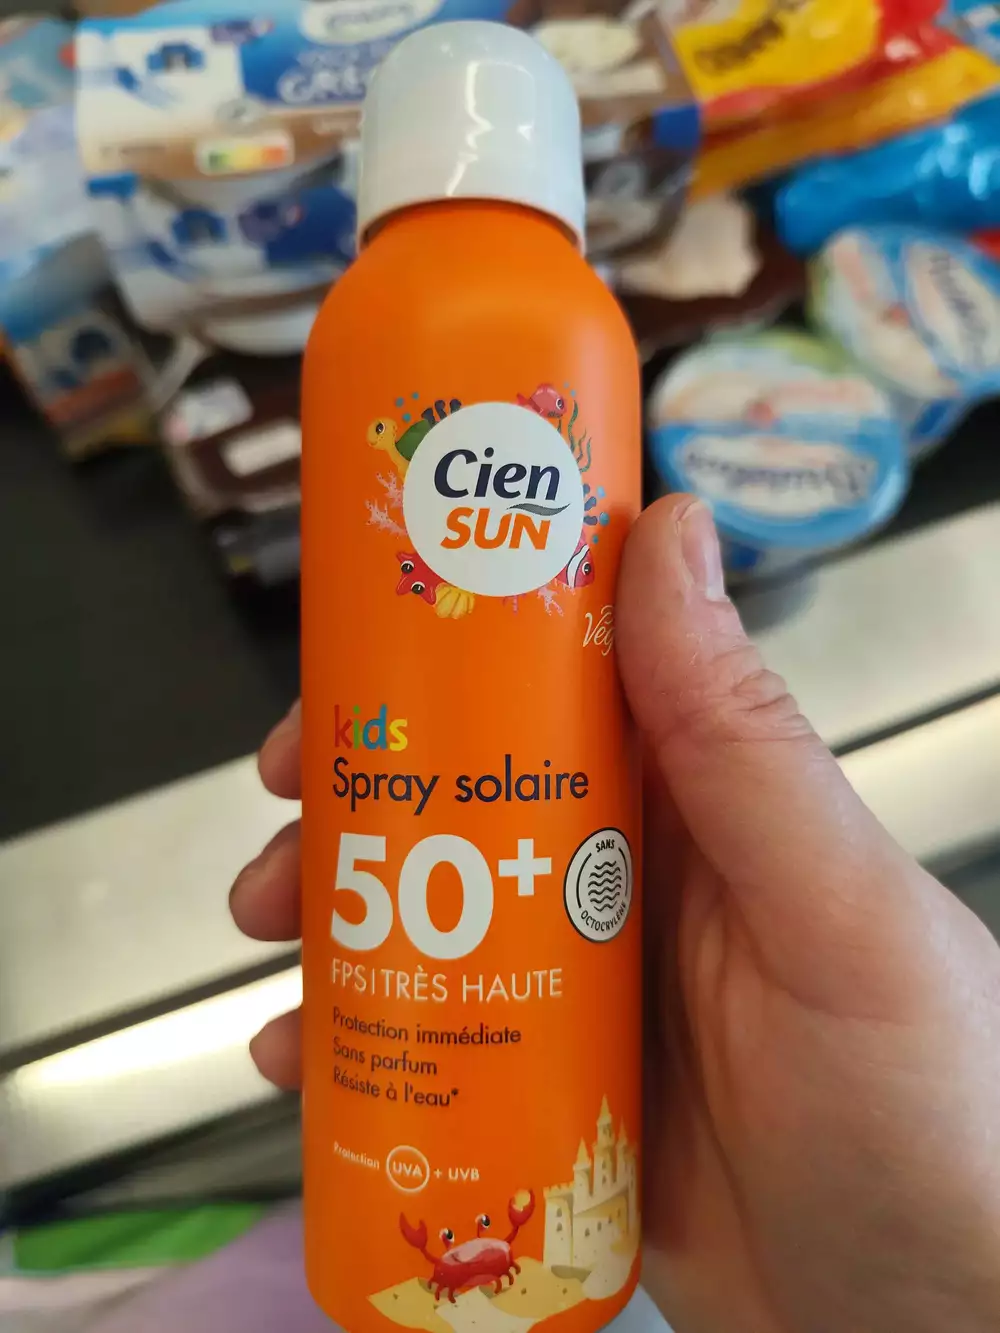 Cien
SUN
kids
Spray solaire
50+
SANS
OCTOCRYLÈNE
FPS|TRÈS HAUTE
Protection immédiate
Sans parfum
Résiste à l'eau*
Protection UVA + UVB